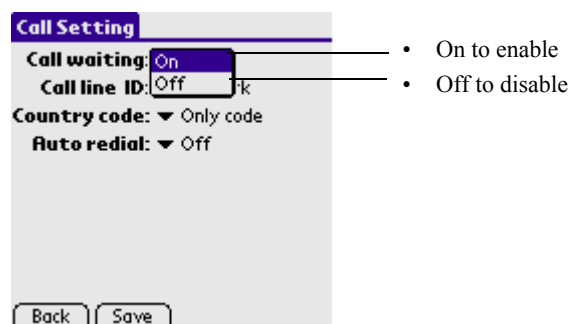 Call Setting
Call waiting: On
Off
Call line ID:
Country code: Only code
Auto redial: Off
Back Save
• On to enable
• Off to disable